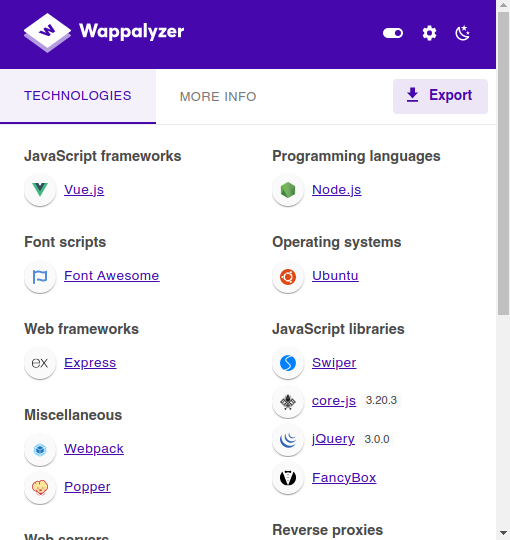 Wappalyzer
TECHNOLOGIES
MORE INFO
Export
JavaScript frameworks
Vue.js
Font scripts
Font Awesome
Web frameworks
ex
Express
Miscellaneous
Webpack
Popper
Web servers
Programming languages
Node.js
Operating systems
Ubuntu
JavaScript libraries
Swiper
core-js 3.20.3
jQuery 3.0.0
FancyBox
Reverse proxies